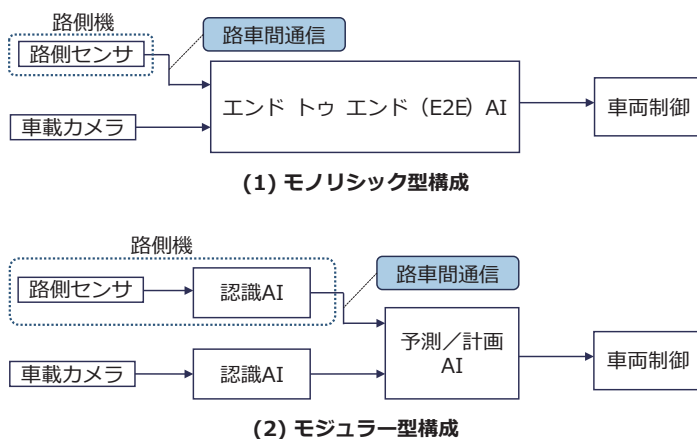 路側機
路側センサ
路車間通信
車載カメラ
エンド トゥ エンド（E2E）AI
車両制御
(1) モノリシック型構成
路側機
路側センサ
認識AI
路車間通信
車載カメラ
認識AI
予測／計画
AI
車両制御
(2) モジュラー型構成